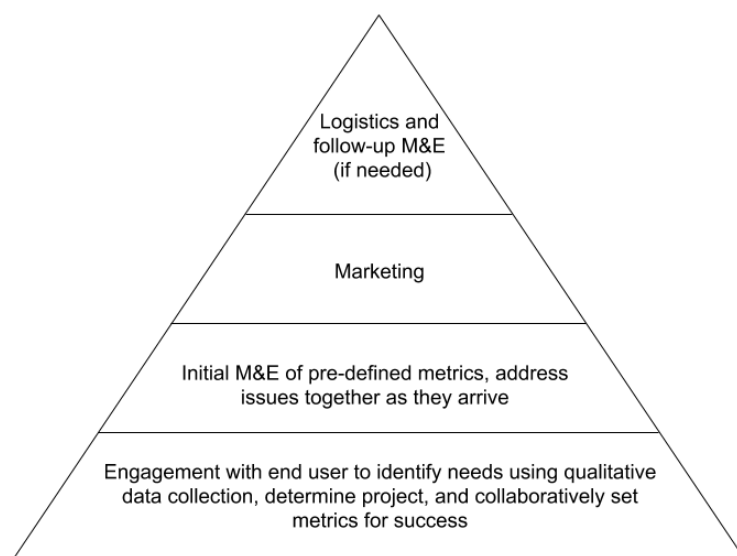 Logistics and
follow-up M&E
(if needed)
Marketing
Initial M&E of pre-defined metrics, address
issues together as they arrive
Engagement with end user to identify needs using qualitative
data collection, determine project, and collaboratively set
metrics for success